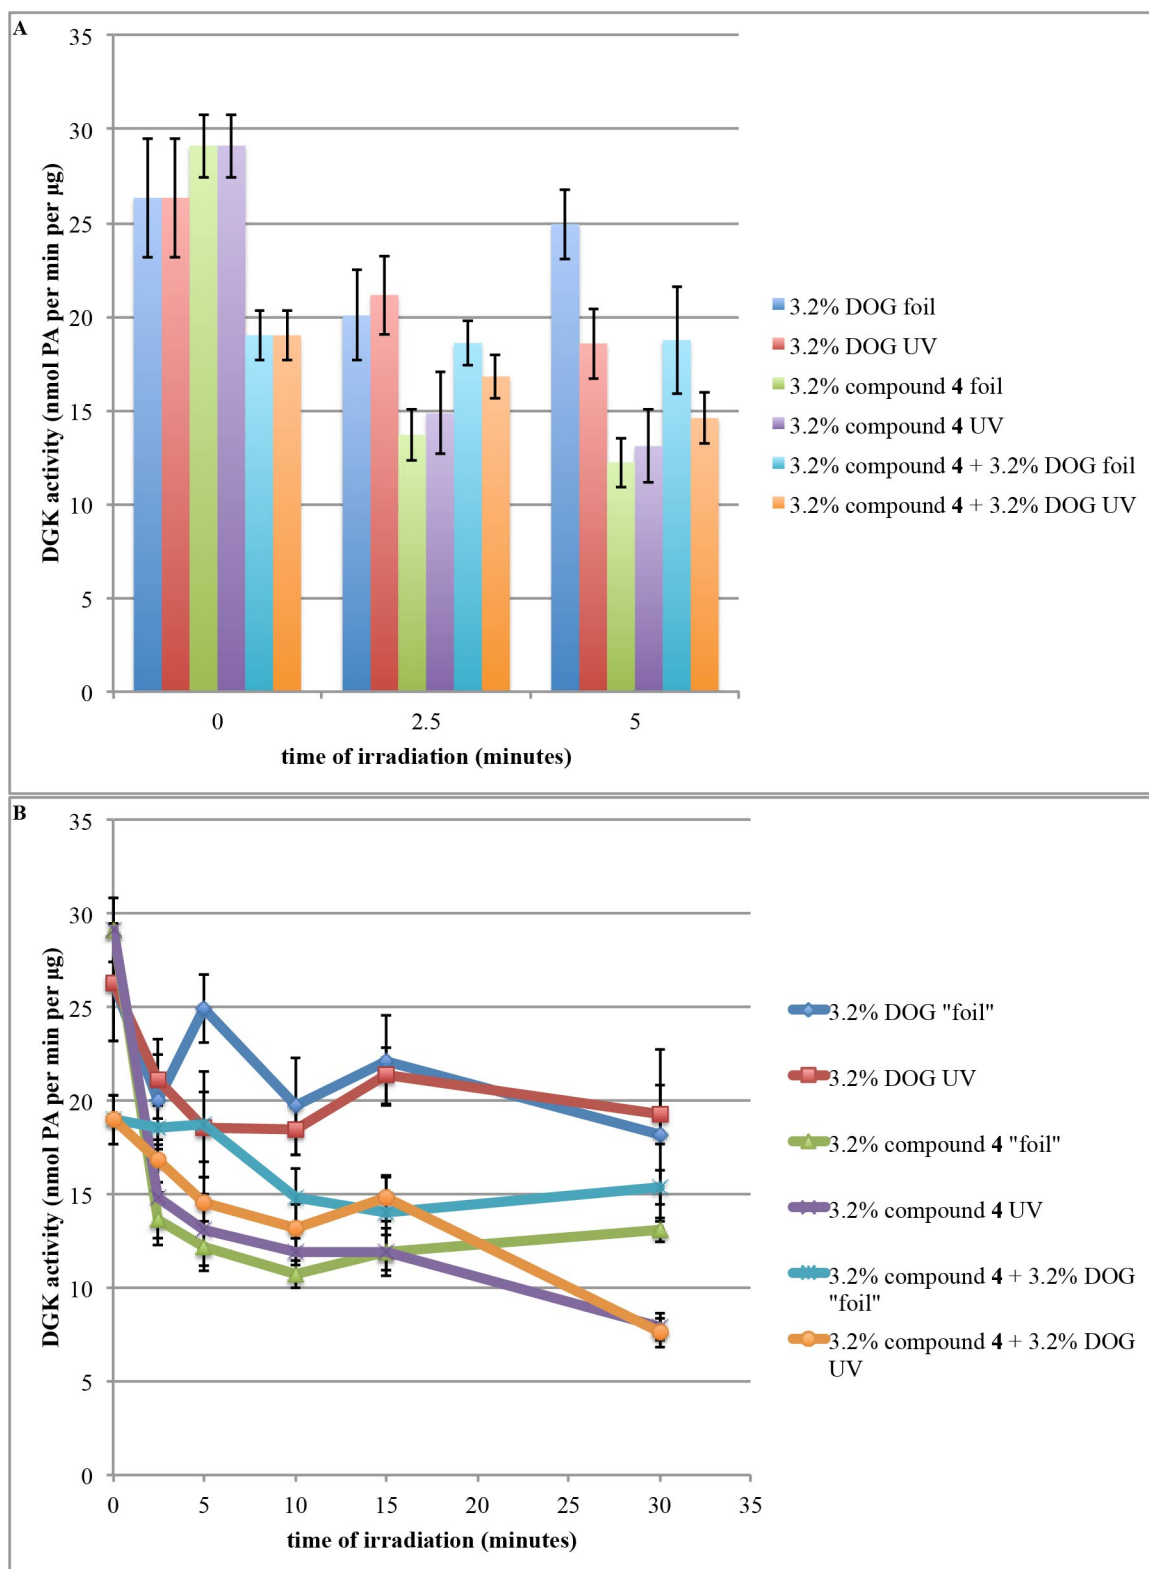 A
35
30
25
20
15
10
5
0
DGK activity (nmol PA per min per µg)
0 2.5 5
time of irradiation (minutes)
3.2% DOG foil
3.2% DOG UV
3.2% compound 4 foil
3.2% compound 4 UV
3.2% compound 4 + 3.2% DOG foil
3.2% compound 4 + 3.2% DOG UV
B
35
30
25
20
15
10
5
0
DGK activity (nmol PA per min per µg)
0 5 10 15 20 25 30 35
time of irradiation (minutes)
3.2% DOG "foil"
3.2% DOG UV
3.2% compound 4 "foil"
3.2% compound 4 UV
3.2% compound 4 + 3.2% DOG
"foil"
3.2% compound 4 + 3.2% DOG
UV